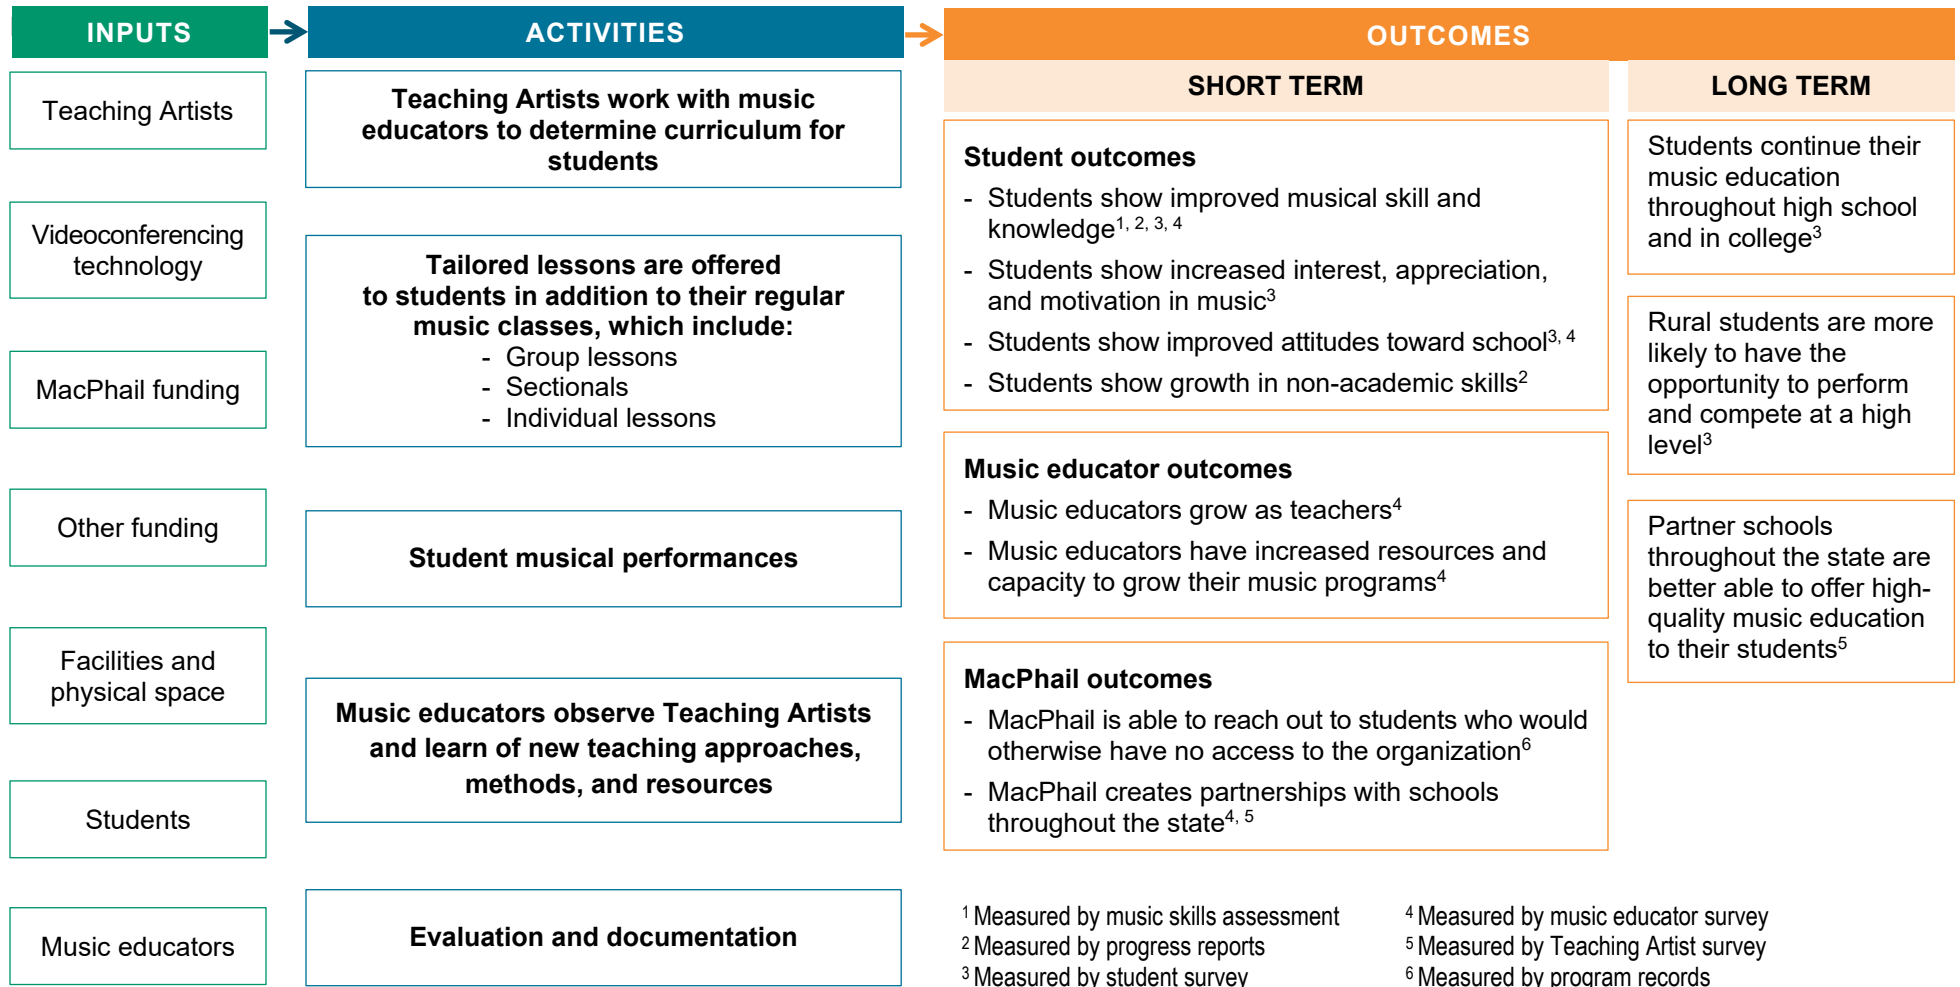 INPUTS
Teaching Artists
Videoconferencing
technology
MacPhail funding
Other funding
Facilities and
physical space
Students
Music educators
ACTIVITIES
Teaching Artists work with music
educators to determine curriculum for
students
Tailored lessons are offered
to students in addition to their regular
music classes, which include:
- Group lessons
- Sectionals
- Individual lessons
Student musical performances
Music educators observe Teaching Artists
and learn of new teaching approaches,
methods, and resources
Evaluation and documentation
OUTCOMES
SHORT TERM
Student outcomes
- Students show improved musical skill and
knowledge1, 2, 3, 4
- Students show increased interest, appreciation,
and motivation in music3
- Students show improved attitudes toward school3, 4
- Students show growth in non-academic skills2
Music educator outcomes
- Music educators grow as teachers4
- Music educators have increased resources and
capacity to grow their music programs4
MacPhail outcomes
- MacPhail is able to reach out to students who would
otherwise have no access to the organization6
- MacPhail creates partnerships with schools
throughout the state4, 5
LONG TERM
Students continue their
music education
throughout high school
and in college3
Rural students are more
likely to have the
opportunity to perform
and compete at a high
level3
Partner schools
throughout the state are
better able to offer high-
quality music education
to their students5
1 Measured by music skills assessment
2 Measured by progress reports
3 Measured by student survey
4 Measured by music educator survey
5 Measured by Teaching Artist survey
6 Measured by program records